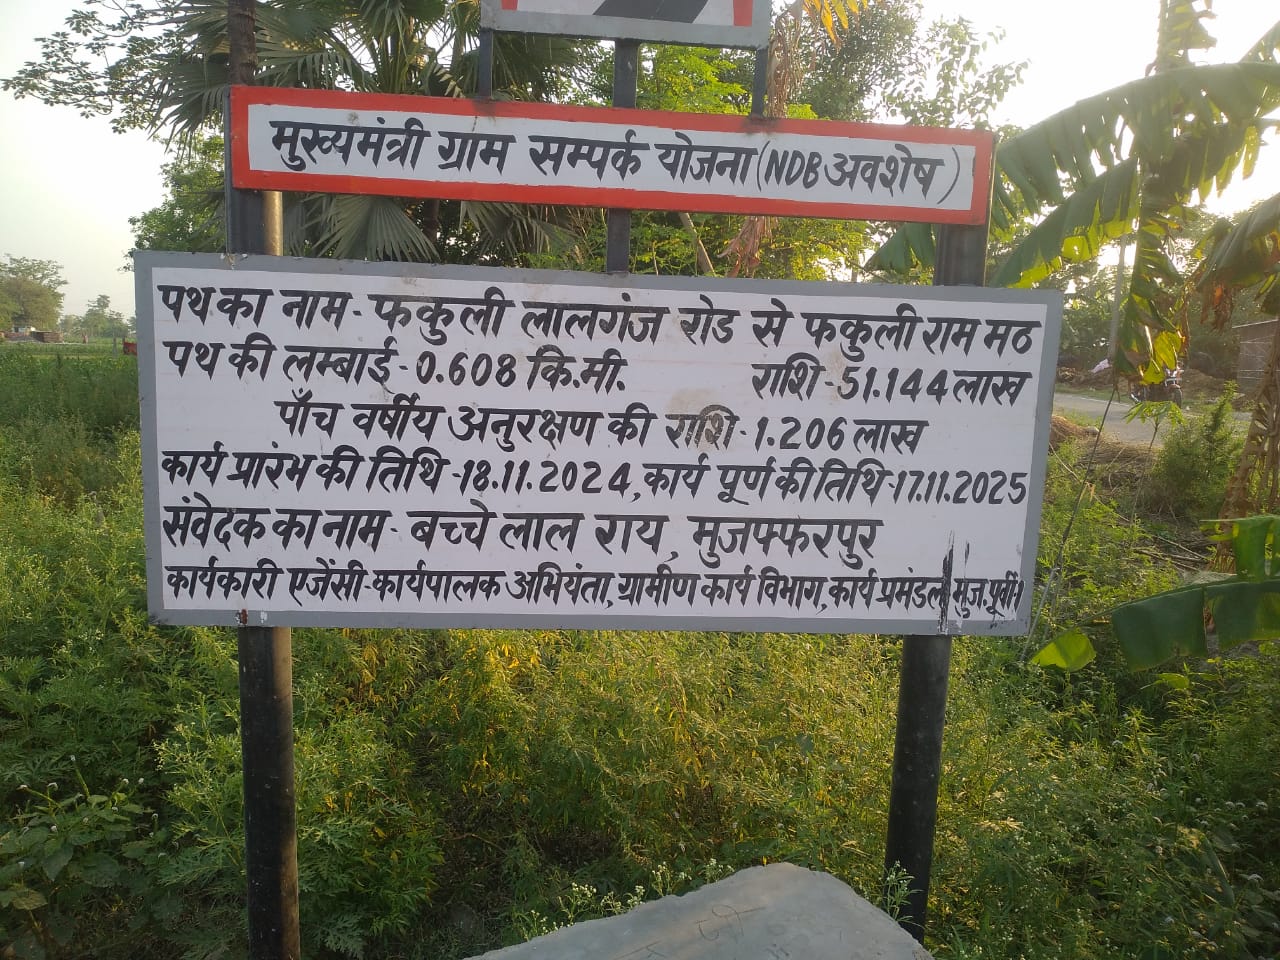 मुख्यमंत्री ग्राम सम्पर्क योजना (NDB अवशेष)
पथ का नाम - फकुली लालगंज रोड से फकुली राम मठ
पथ की लम्बाई - 0.608 कि.मी. राशि - 51.144 लाख
पाँच वर्षीय अनुरक्षण की राशि - 1.206 लाख
कार्य प्रारंभ की तिथि - 18.11.2024, कार्य पूर्ण की तिथि - 17.11.2025
संवेदक का नाम - बच्चे लाल राय, मुजफ्फरपुर
कार्यकारी एजेंसी - कार्यपालक अभियंता, ग्रामीण कार्य विभाग, कार्य प्रमंडल मुज. पूर्वी-1